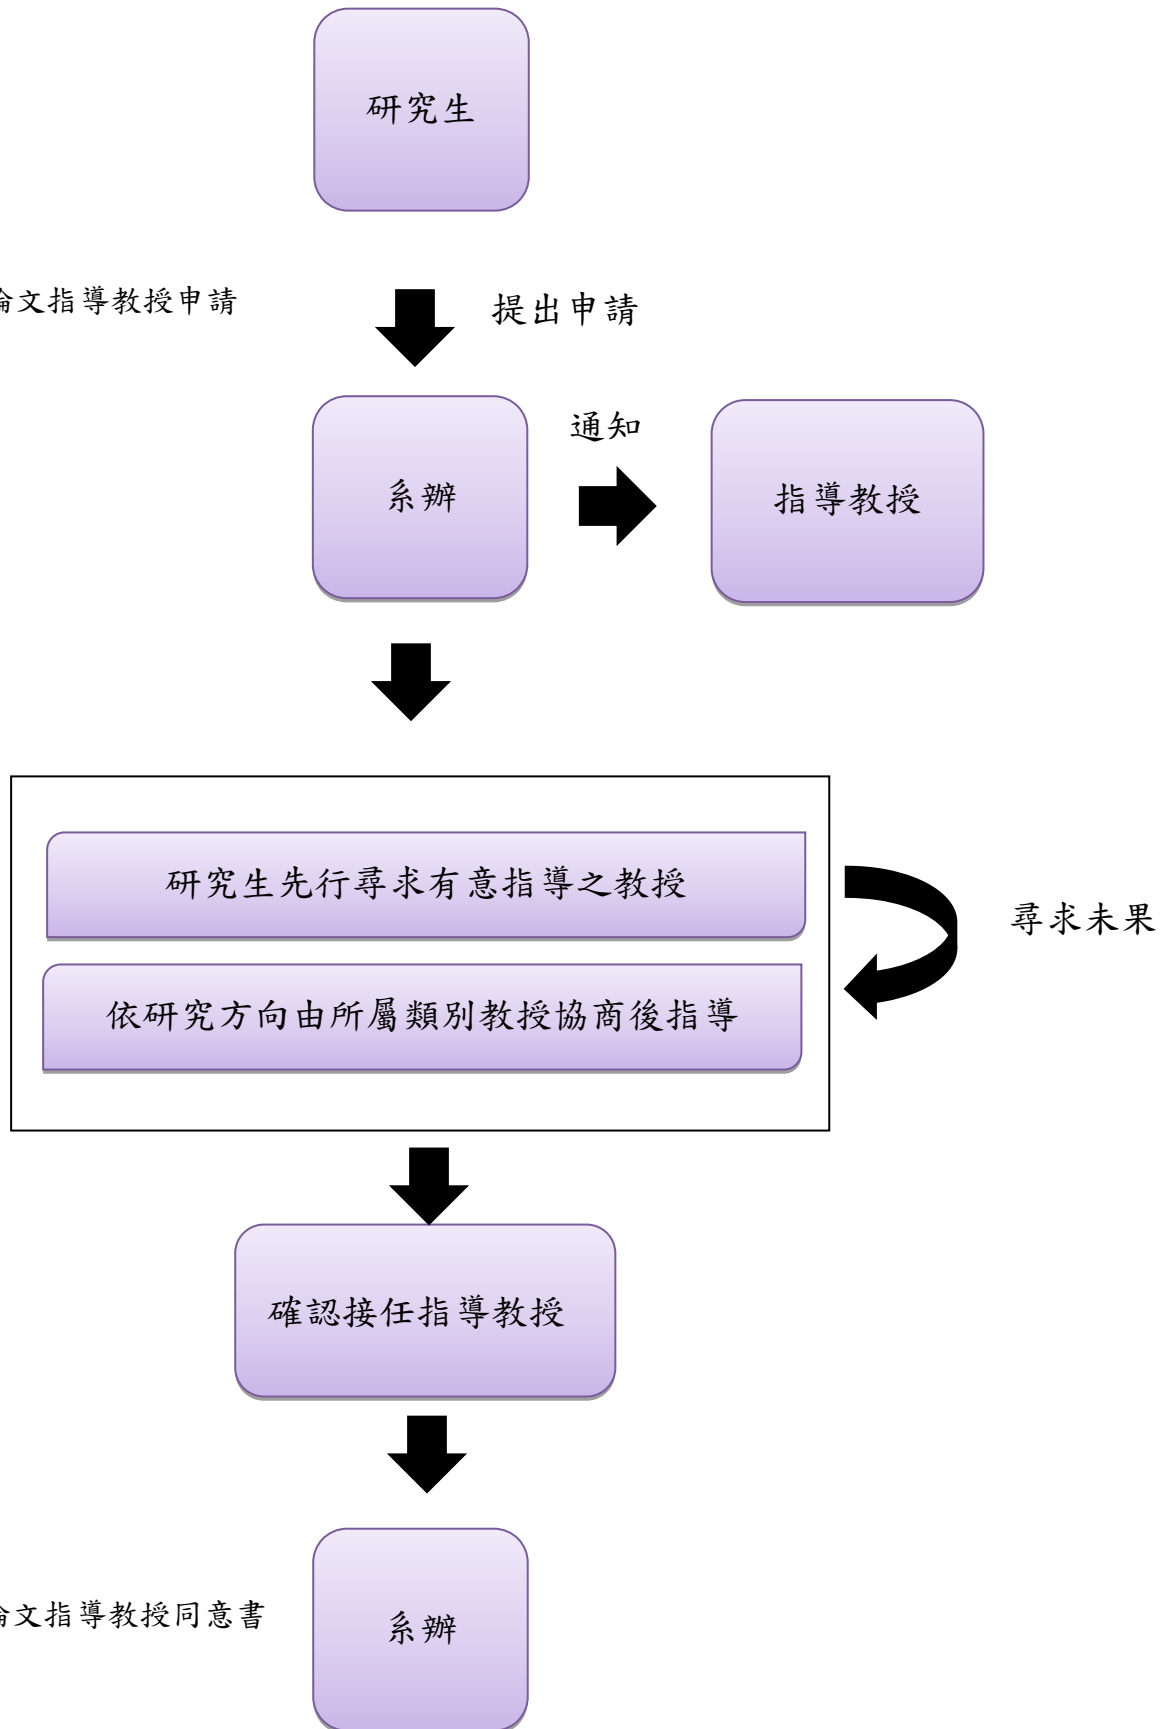 研究生
論文指導教授申請
提出申請
通知
系辦
指導教授
研究生先行尋求有意指導之教授
尋求未果
依研究方向由所屬類別教授協商後指導
確認接任指導教授
論文指導教授同意書
系辦